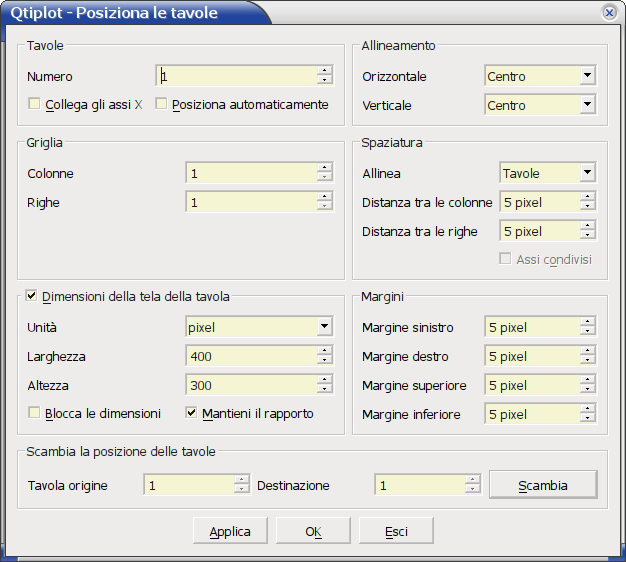 Qtiplot - Posiziona le tavole
Tavole
Numero 1
Collega gli assi X Posiziona automaticamente
Allineamento
Orizzontale Centro
Verticale Centro
Griglia
Colonne 1
Righe 1
Spaziatura
Allinea Tavole
Distanza tra le colonne 5 pixel
Distanza tra le righe 5 pixel
Assi condivisi
Dimensioni della tela della tavola
Unità pixel
Larghezza 400
Altezza 300
Blocca le dimensioni Mantieni il rapporto
Margini
Margine sinistro 5 pixel
Margine destro 5 pixel
Margine superiore 5 pixel
Margine inferiore 5 pixel
Scambia la posizione delle tavole
Tavola origine 1 Destinazione 1 Scambia
Applica OK Esci